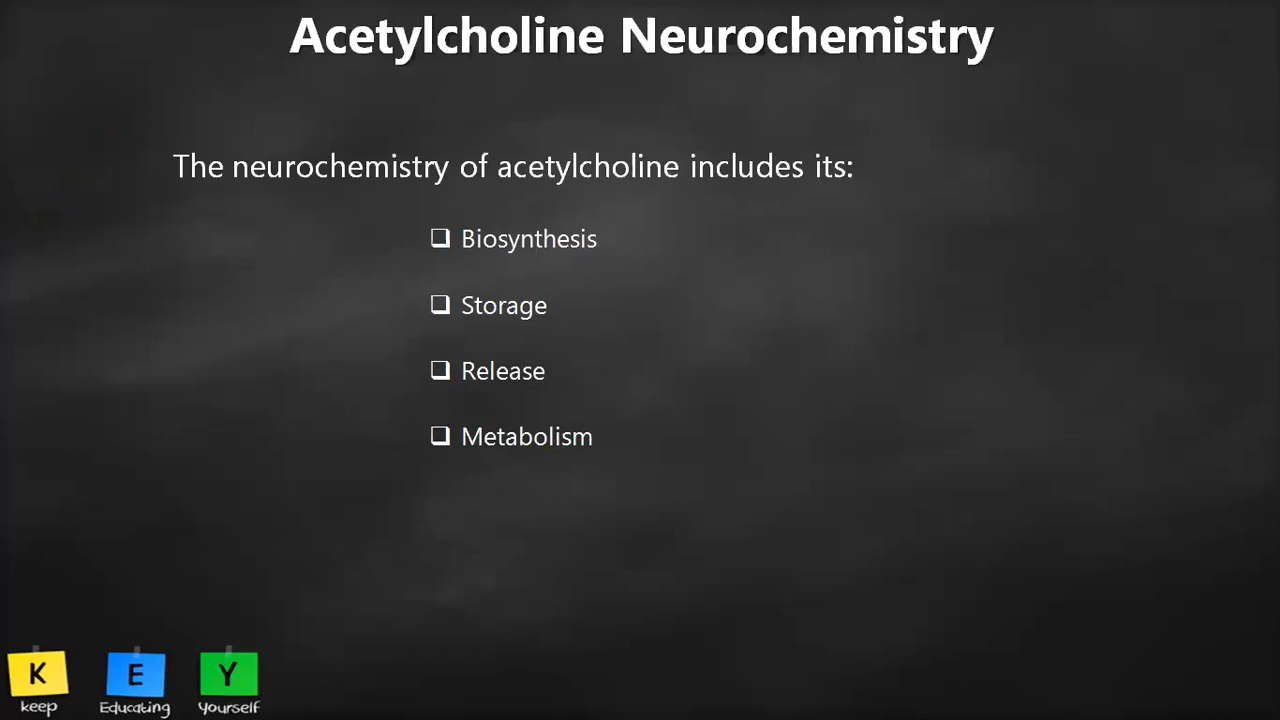 Acetylcholine Neurochemistry
The neurochemistry of acetylcholine includes its:
❑ Biosynthesis
❑ Storage
❑ Release
❑ Metabolism
K E Y
keep Educating Yourself